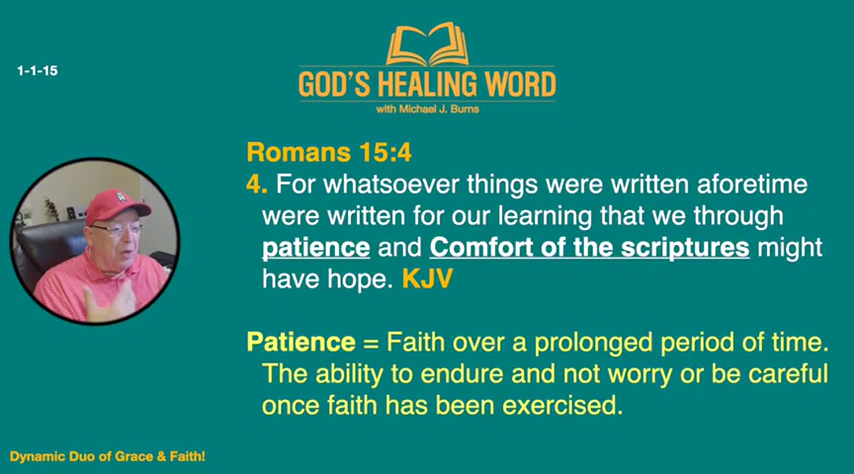 1-1-15
GOD'S HEALING WORD
with Michael J. Burns
Romans 15:4
4. For whatsoever things were written aforetime
were written for our learning that we through
patience and Comfort of the scriptures might
have hope. KJV
Patience = Faith over a prolonged period of time.
The ability to endure and not worry or be careful
once faith has been exercised.
Dynamic Duo of Grace & Faith!